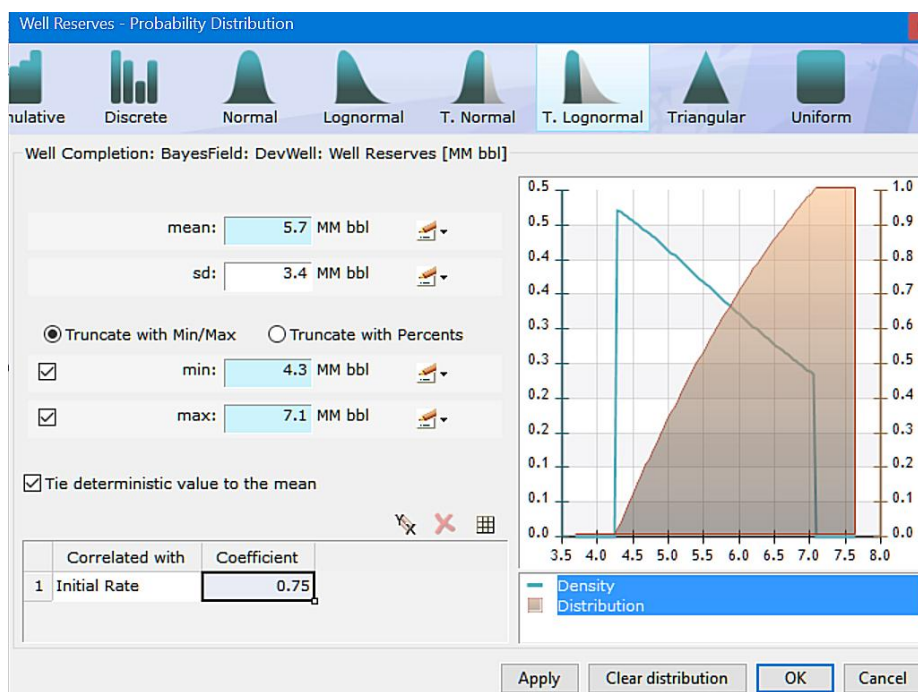 Well Reserves - Probability Distribution
nulative Discrete Normal Lognormal T. Normal T. Lognormal Triangular Uniform
Well Completion: BayesField: DevWell: Well Reserves [MM bbl]
mean: 5.7 MM bbl
sd: 3.4 MM bbl
Truncate with Min/Max Truncate with Percents
min: 4.3 MM bbl
max: 7.1 MM bbl
Tie deterministic value to the mean
Y X
Correlated with Coefficient
1 Initial Rate 0.75
0.5 1.0
0.5 0.9
0.4 0.8
0.4 0.7
0.3 0.6
0.3 0.5
0.2 0.4
0.2 0.3
0.1 0.2
0.1 0.1
0.0 0.0
3.5 4.0 4.5 5.0 5.5 6.0 6.5 7.0 7.5 8.0
Density
Distribution
Apply Clear distribution OK Cancel